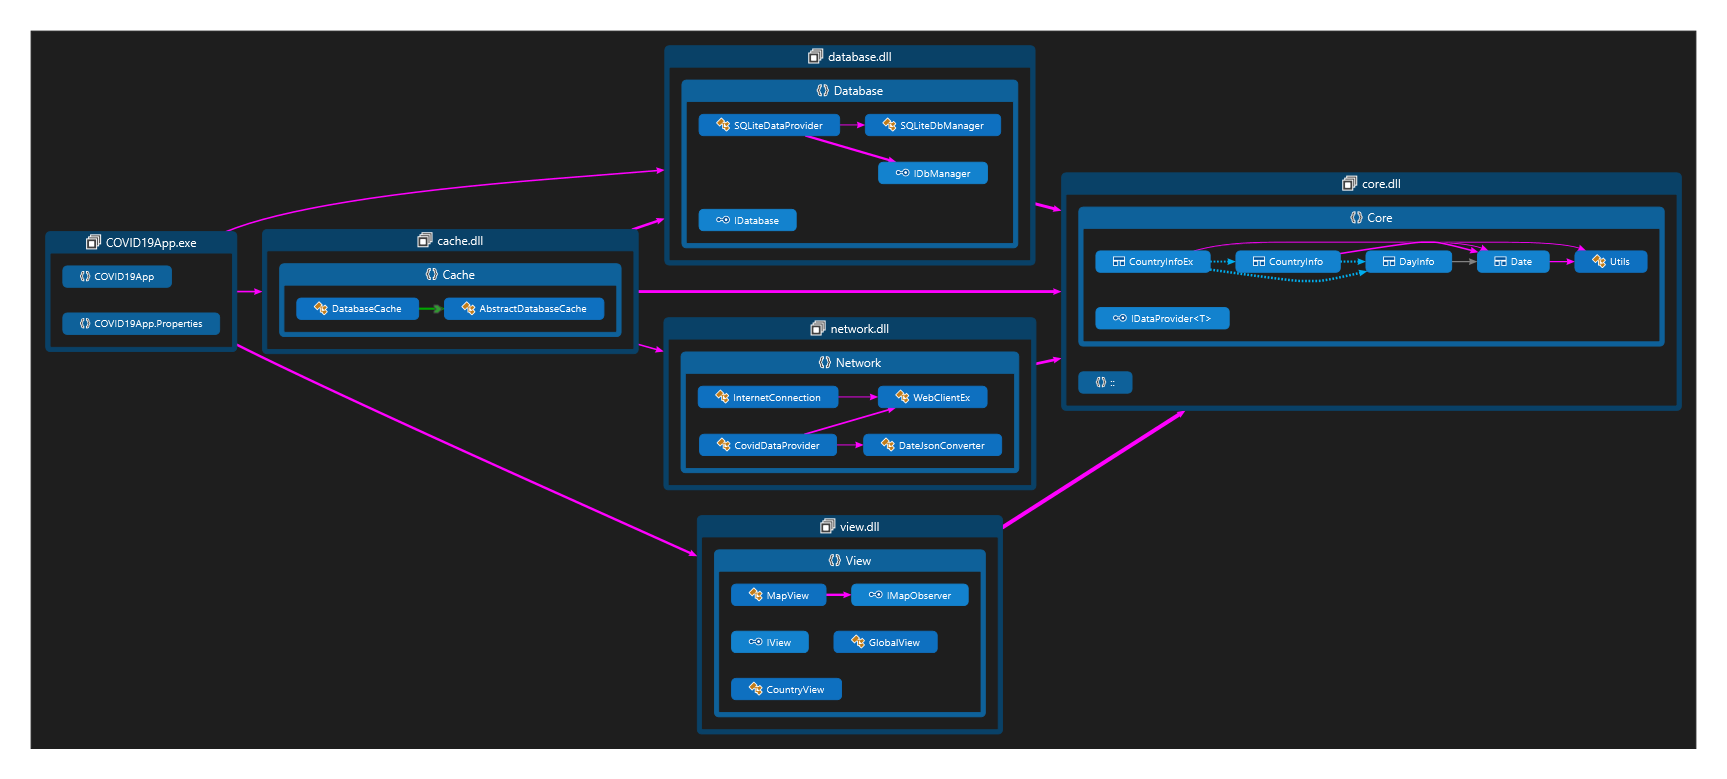 database.dll
Database
SQLiteDataProvider
SQLiteDbManager
IDbManager
IDatabase
COVID19App.exe
COVID19App
COVID19App.Properties
cache.dll
Cache
DatabaseCache
AbstractDatabaseCache
network.dll
Network
InternetConnection
WebClientEx
CovidDataProvider
DateJsonConverter
view.dll
View
MapView
IMapObserver
IView
GlobalView
CountryView
core.dll
Core
CountryInfoEx
CountryInfo
DayInfo
Date
Utils
IDataProvider<T>
::